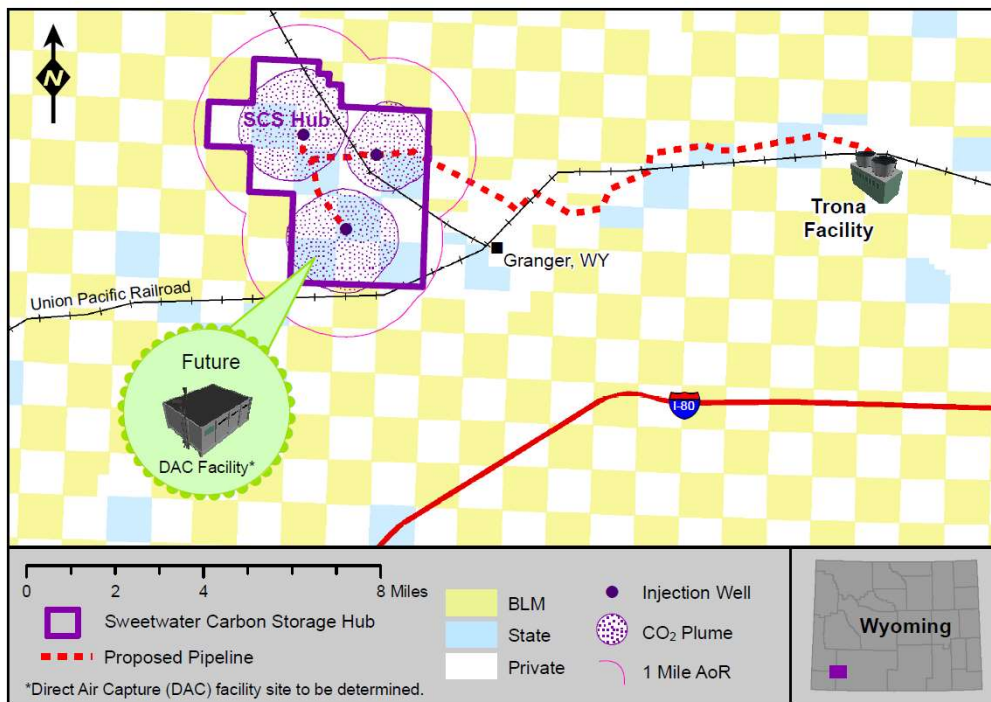 N
SCS Hub
Trona
Facility
Granger, WY
Union Pacific Railroad
Future
DAC Facility*
I-80
0 2 4 8 Miles
Sweetwater Carbon Storage Hub
Proposed Pipeline
*Direct Air Capture (DAC) facility site to be determined.
BLM
State
Private
Injection Well
CO₂ Plume
1 Mile AoR
Wyoming